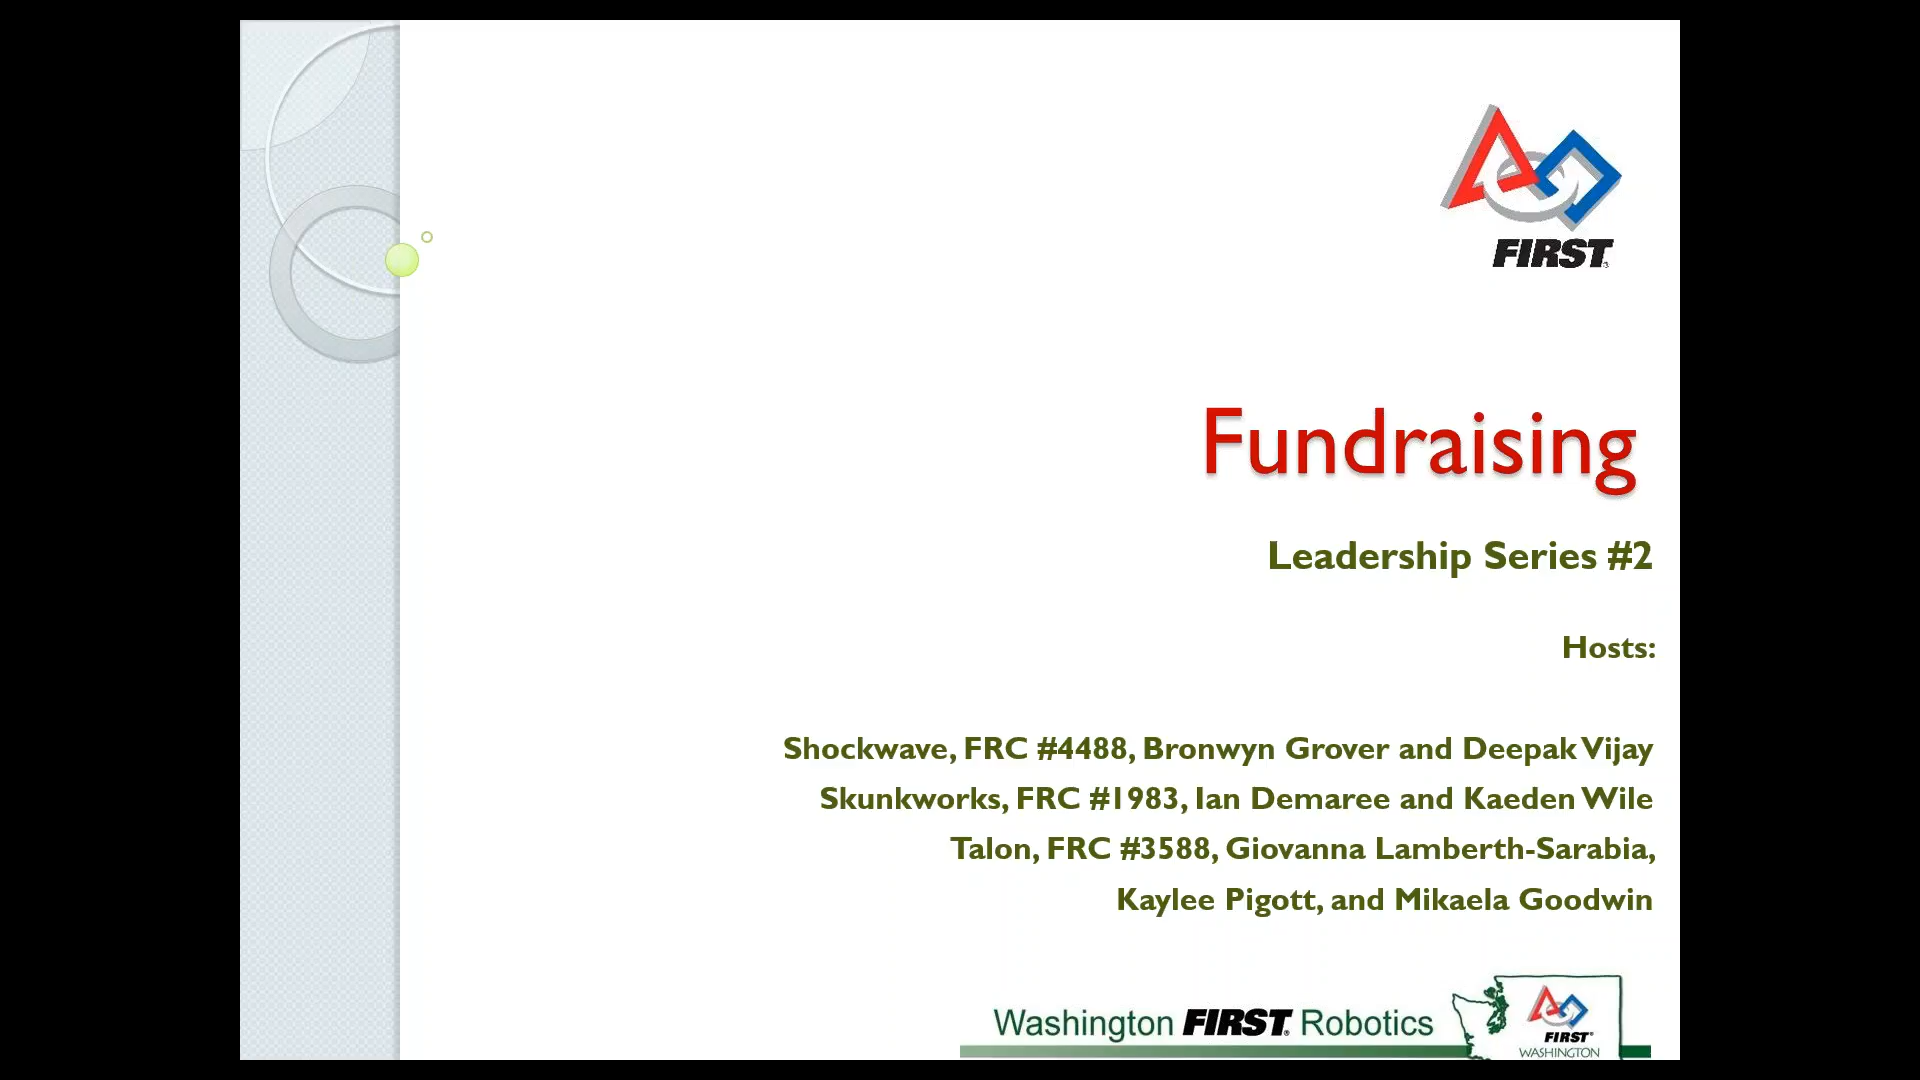 FIRST
Fundraising
Leadership Series #2
Hosts:
Shockwave, FRC #4488, Bronwyn Grover and Deepak Vijay
Skunkworks, FRC #1983, Ian Demaree and Kaeden Wile
Talon, FRC #3588, Giovanna Lamberth-Sarabia,
Kaylee Pigott, and Mikaela Goodwin
Washington FIRST® Robotics
FIRST®
WASHINGTON